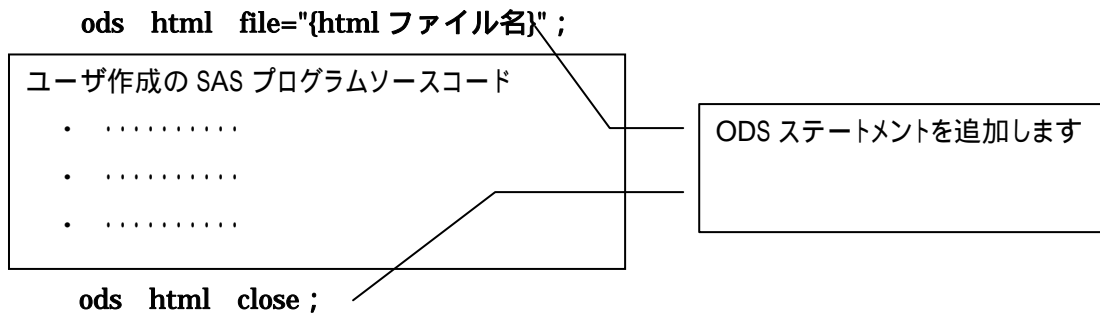 ods html file="{html ファイル名}" ;
ユーザ作成の SAS プログラムソースコード
・ ‥‥‥‥‥
・ ‥‥‥‥‥
・ ‥‥‥‥‥
ODS ステートメントを追加します
ods html close ;